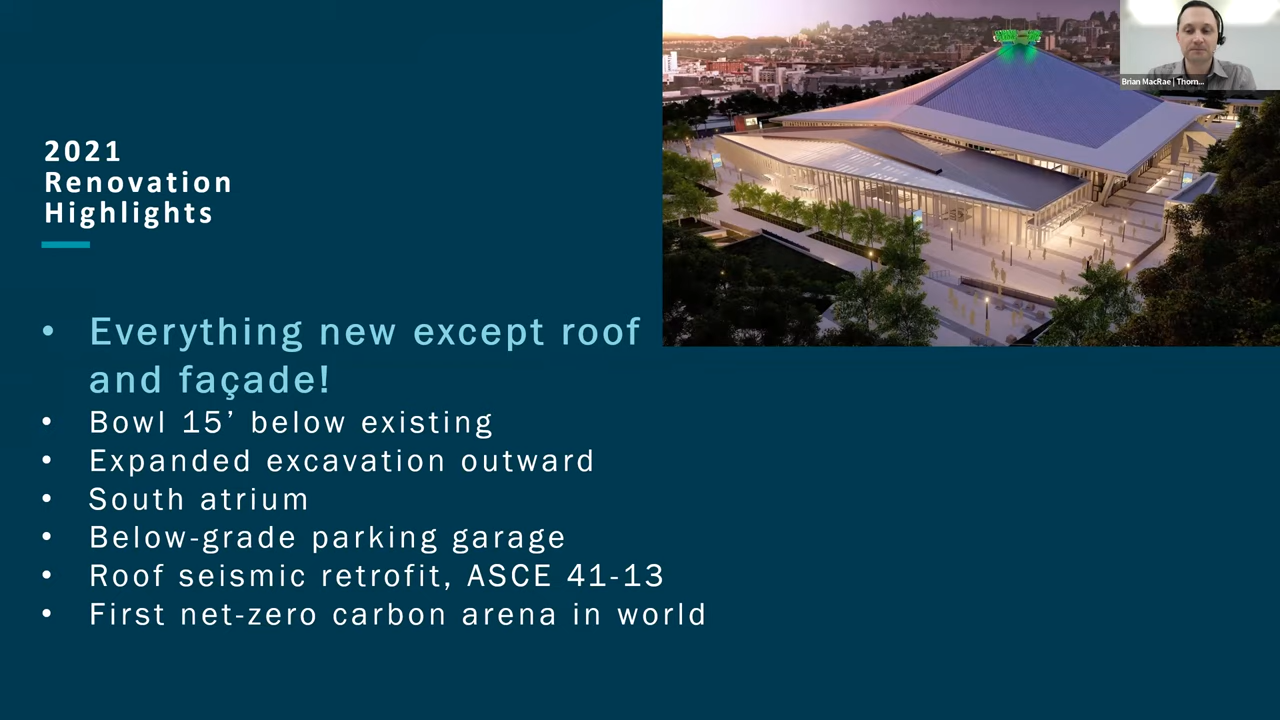 2021
Renovation
Highlights
• Everything new except roof
and façade!
• Bowl 15’ below existing
• Expanded excavation outward
• South atrium
• Below-grade parking garage
• Roof seismic retrofit, ASCE 41-13
• First net-zero carbon arena in world
Brian MacRae | Thorn...